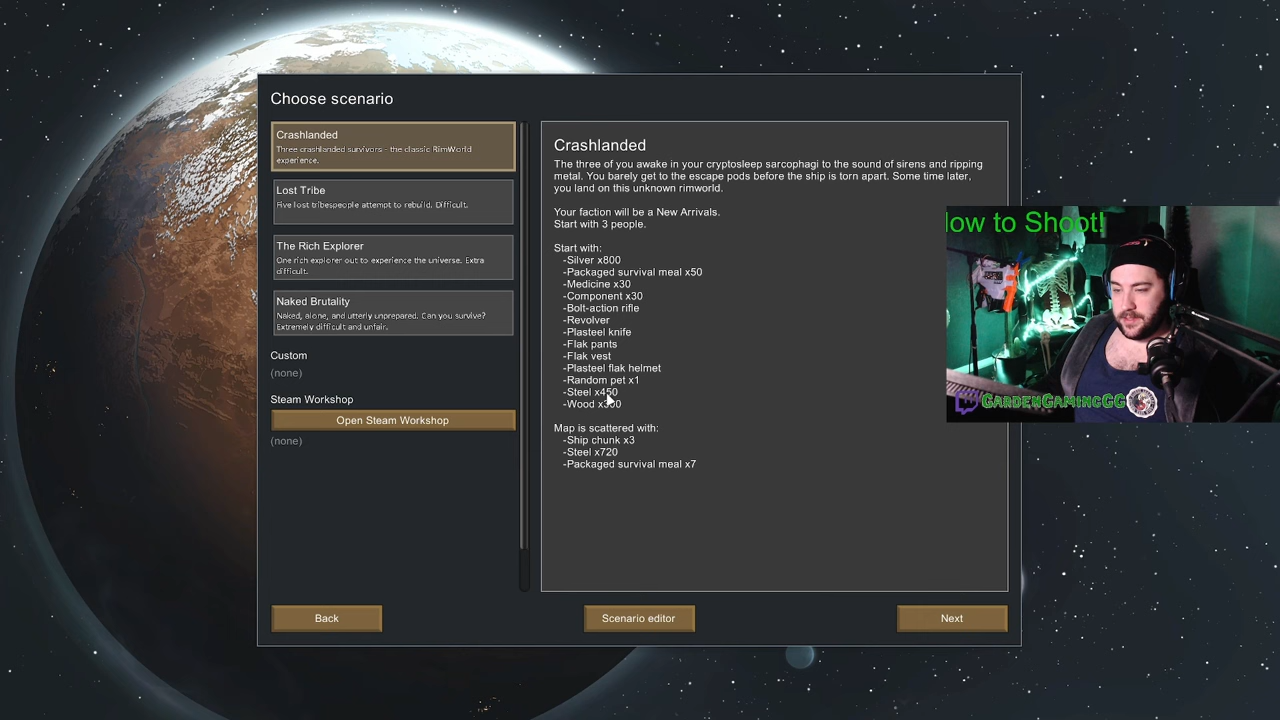 Choose scenario
Crashlanded
Three crashlanded survivors - the classic RimWorld
experience.
Lost Tribe
Five lost tribespeople attempt to rebuild. Difficult.
The Rich Explorer
One rich explorer out to experience the universe. Extra
difficult.
Naked Brutality
Naked, alone, and utterly unprepared. Can you survive?
Extremely difficult and unfair.
Custom
(none)
Steam Workshop
Open Steam Workshop
(none)
Crashlanded
The three of you awake in your cryptosleep sarcophagi to the sound of sirens and ripping
metal. You barely get to the escape pods before the ship is torn apart. Some time later,
you land on this unknown rimworld.
Your faction will be a New Arrivals.
Start with 3 people.
Start with:
-Silver x800
-Packaged survival meal x50
-Medicine x30
-Component x30
-Bolt-action rifle
-Revolver
-Plasteel knife
-Flak pants
-Flak vest
-Plasteel flak helmet
-Random pet x1
-Steel x450
-Wood x300
Map is scattered with:
-Ship chunk x3
-Steel x720
-Packaged survival meal x7
Back
Scenario editor
Next
low to Shoot!
GARDENGAMINGGG